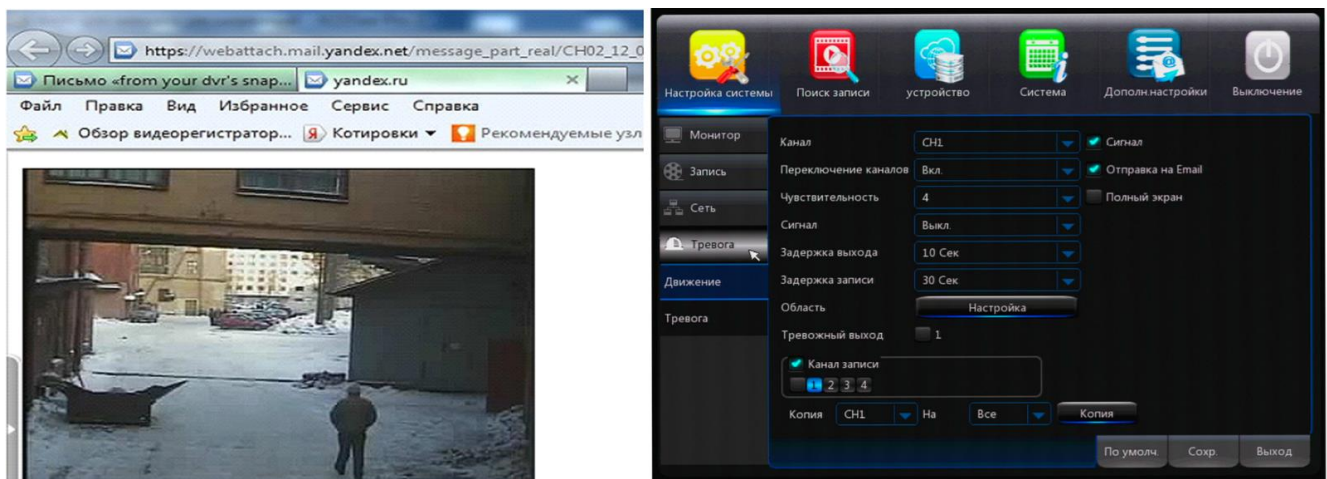 https://webattach.mail.yandex.net/message_part_real/CH02_12_0
Письмо «from your dvr's snap...
yandex.ru
Файл Правка Вид Избранное Сервис Справка
Обзор видеорегистратор... Я Котировки Рекомендуемые узл
Настройка системы
Поиск записи
устройство
Система
Дополн.настройки
Выключение
Монитор
Запись
Сеть
Тревога
Движение
Тревога
Канал CH1 Сигнал
Переключение каналов Вкл. Отправка на Email
Чувствительность 4 Полный экран
Сигнал Выкл.
Задержка выхода 10 Сек
Задержка записи 30 Сек
Область Настройка
Тревожный выход 1
Канал записи
1 2 3 4
Копия CH1 На Все Копия
По умолч. Сохр. Выход